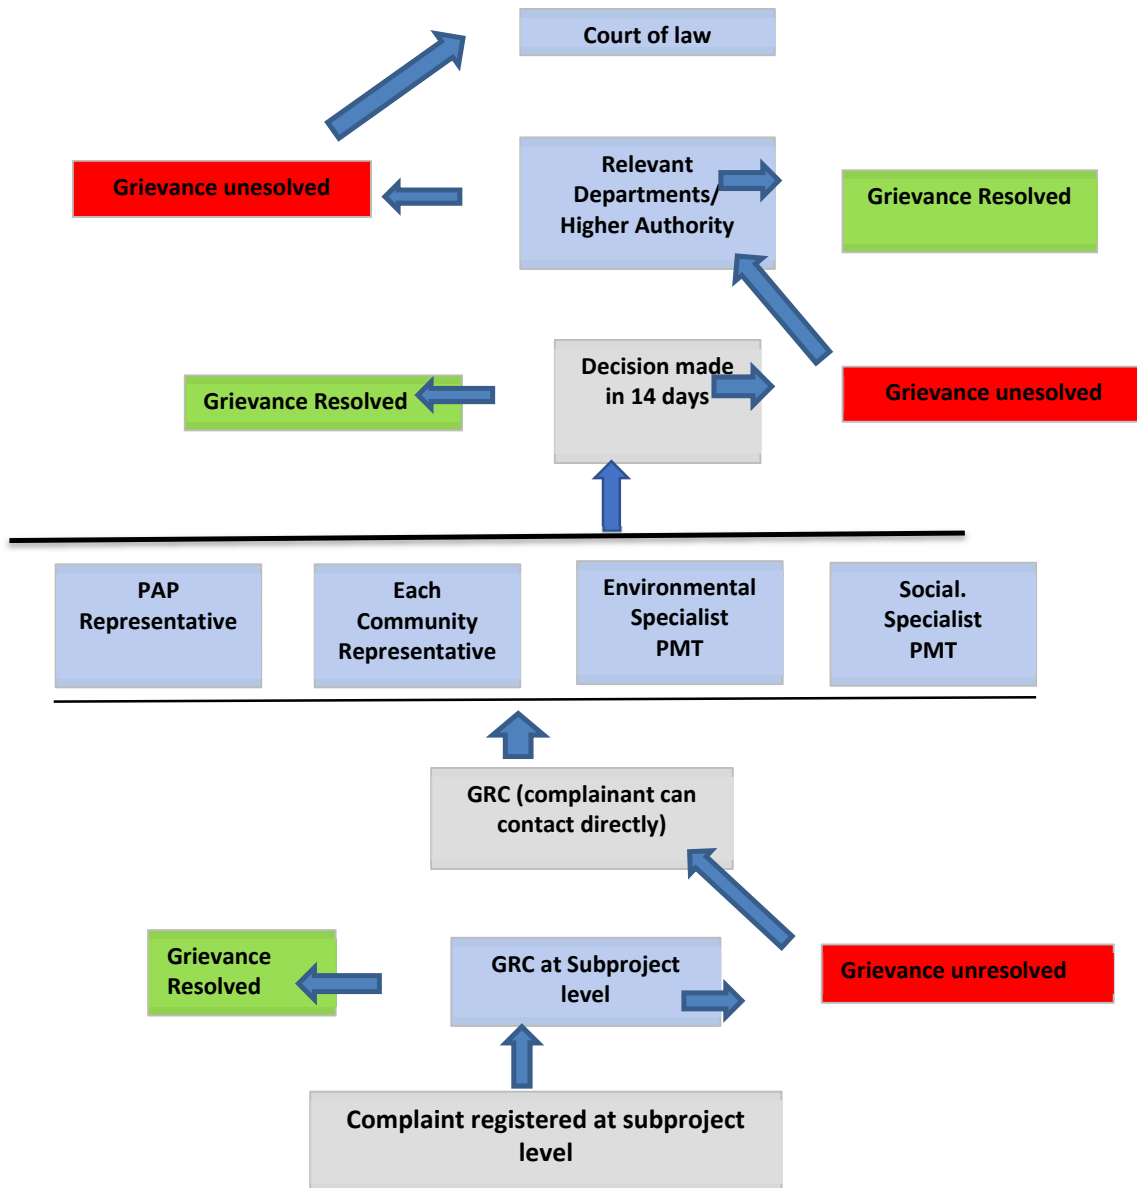 Court of law
Grievance unesolved
Relevant
Departments/
Higher Authority
Grievance Resolved
Decision made
in 14 days
Grievance Resolved
Grievance unesolved
PAP
Representative
Each
Community
Representative
Environmental
Specialist
PMT
Social.
Specialist
PMT
GRC (complainant can
contact directly)
Grievance
Resolved
GRC at Subproject
level
Grievance unresolved
Complaint registered at subproject
level